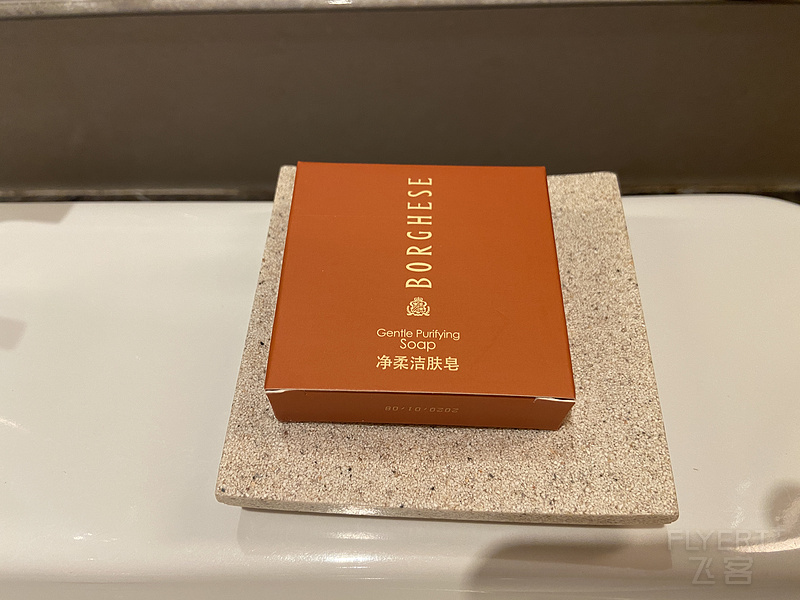 BORGHESE
Gentle Purifying
Soap
净柔洁肤皂
2020/01/08
FLYERT
飞客